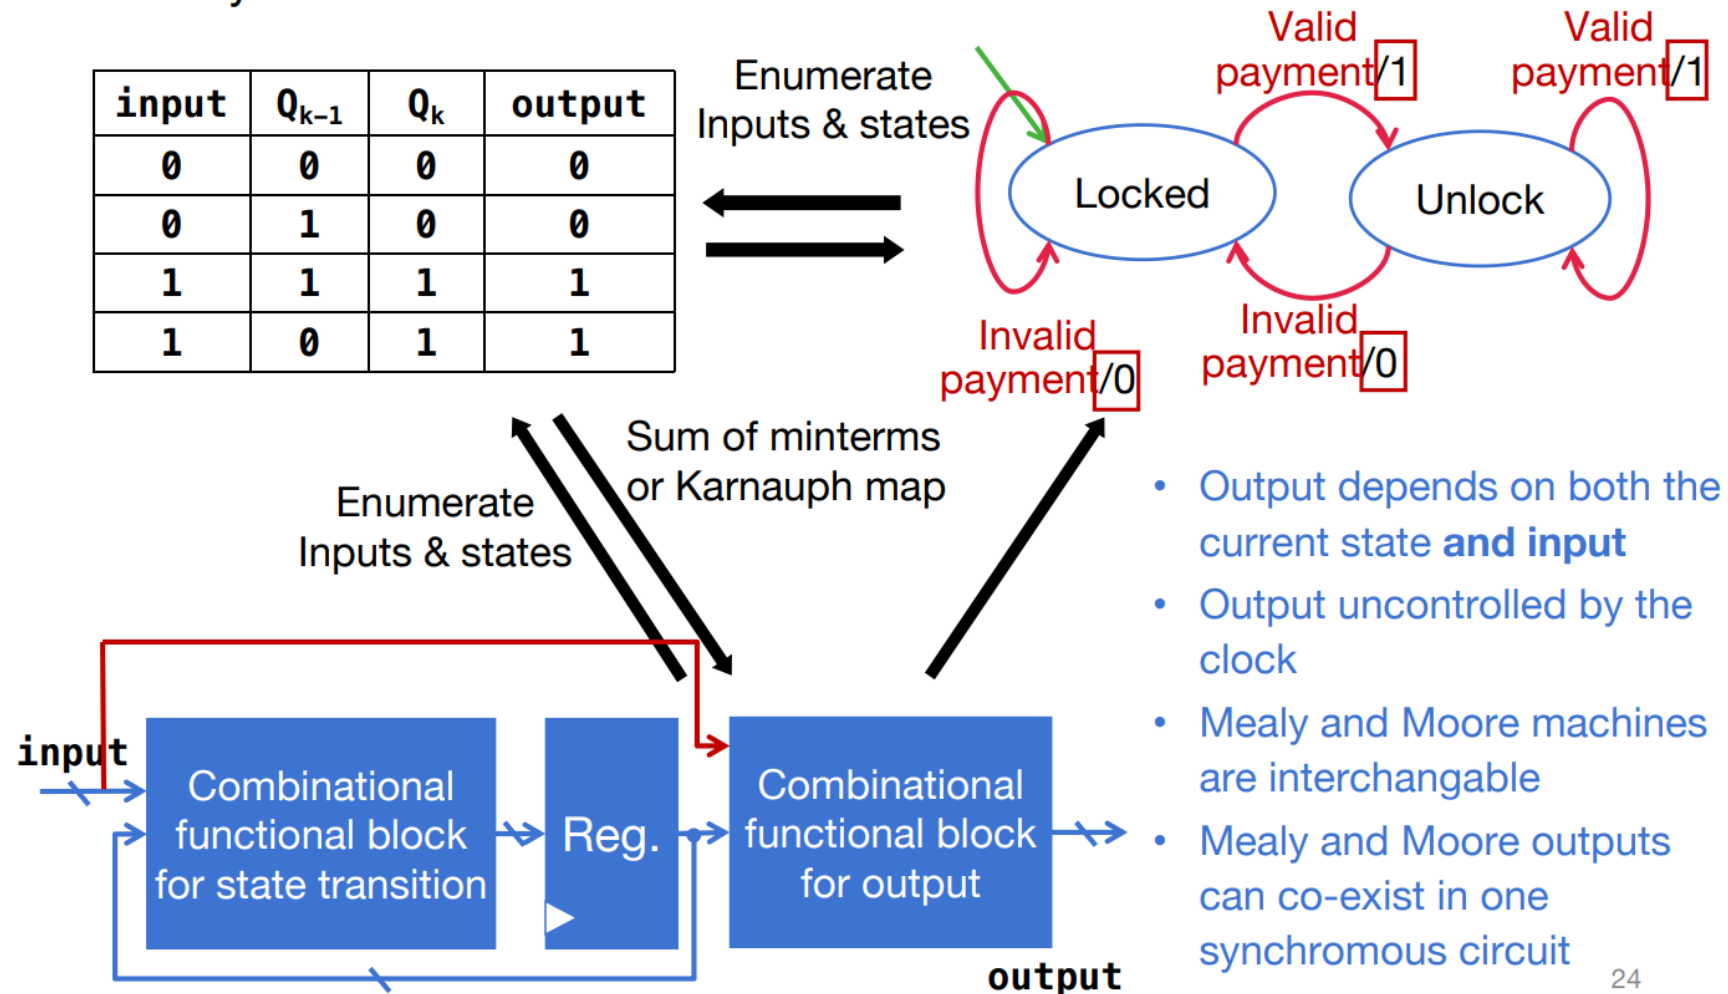 input Q_{k-1} Q_k output
0 0 0 0
0 1 0 0
1 1 1 1
1 0 1 1
Enumerate
Inputs & states
Valid
payment/1
Valid
payment/1
Locked
Unlock
Invalid
payment/0
Invalid
payment/0
Sum of minterms
or Karnauph map
Enumerate
Inputs & states
input
Combinational
functional block
for state transition
Reg.
Combinational
functional block
for output
output
• Output depends on both the
current state and input
• Output uncontrolled by the
clock
• Mealy and Moore machines
are interchangable
• Mealy and Moore outputs
can co-exist in one
synchromous circuit
24